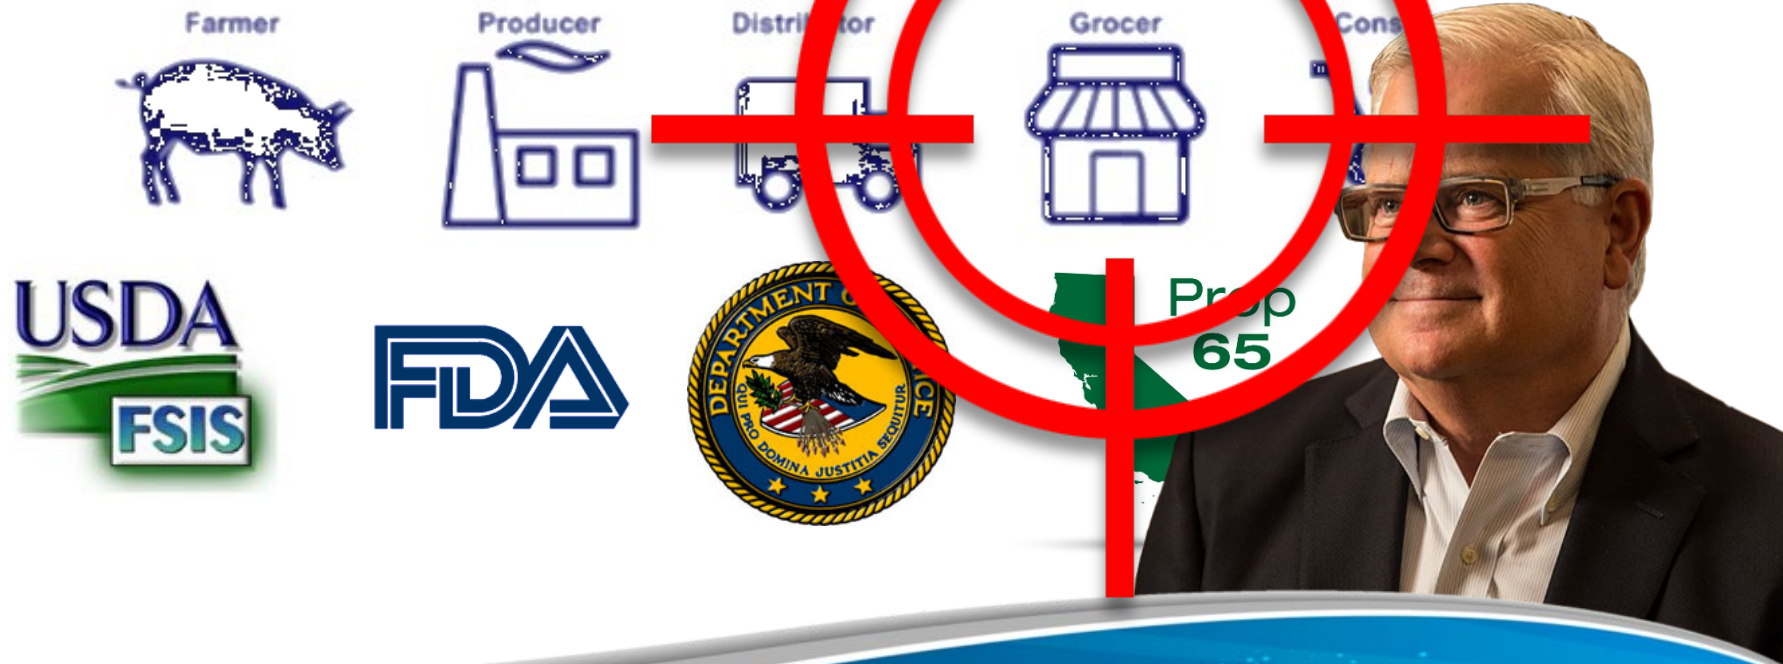 Farmer
Producer
Grocer
USDA
FSIS
FDA
DEPARTMENT
QUI PRO DOMINA JUSTITIA SEQUITUR
65